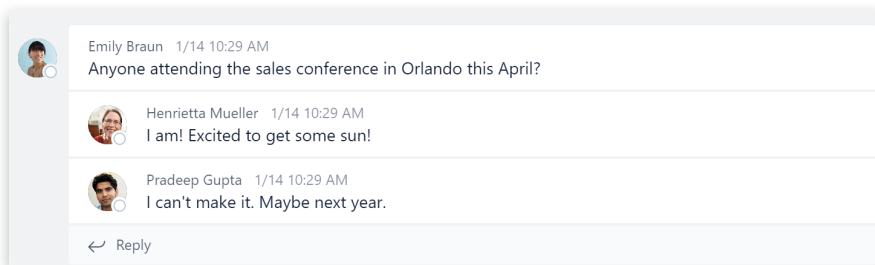 Emily Braun 1/14 10:29 AM
Anyone attending the sales conference in Orlando this April?
Henrietta Mueller 1/14 10:29 AM
I am! Excited to get some sun!
Pradeep Gupta 1/14 10:29 AM
I can't make it. Maybe next year.
Reply